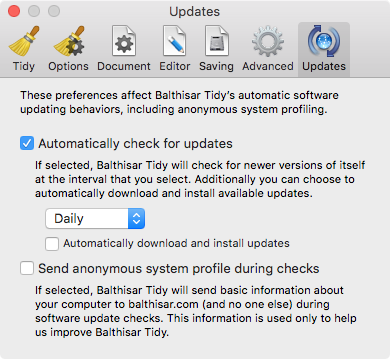 Updates
Tidy Options Document Editor Saving Advanced Updates
These preferences affect Balthisar Tidy's automatic software
updating behaviors, including anonymous system profiling.
Automatically check for updates
If selected, Balthisar Tidy will check for newer versions of itself
at the interval that you select. Additionally you can choose to
automatically download and install available updates.
Daily
Automatically download and install updates
Send anonymous system profile during checks
If selected, Balthisar Tidy will send basic information about
your computer to balthisar.com (and no one else) during
software update checks. This information is used only to help
us improve Balthisar Tidy.